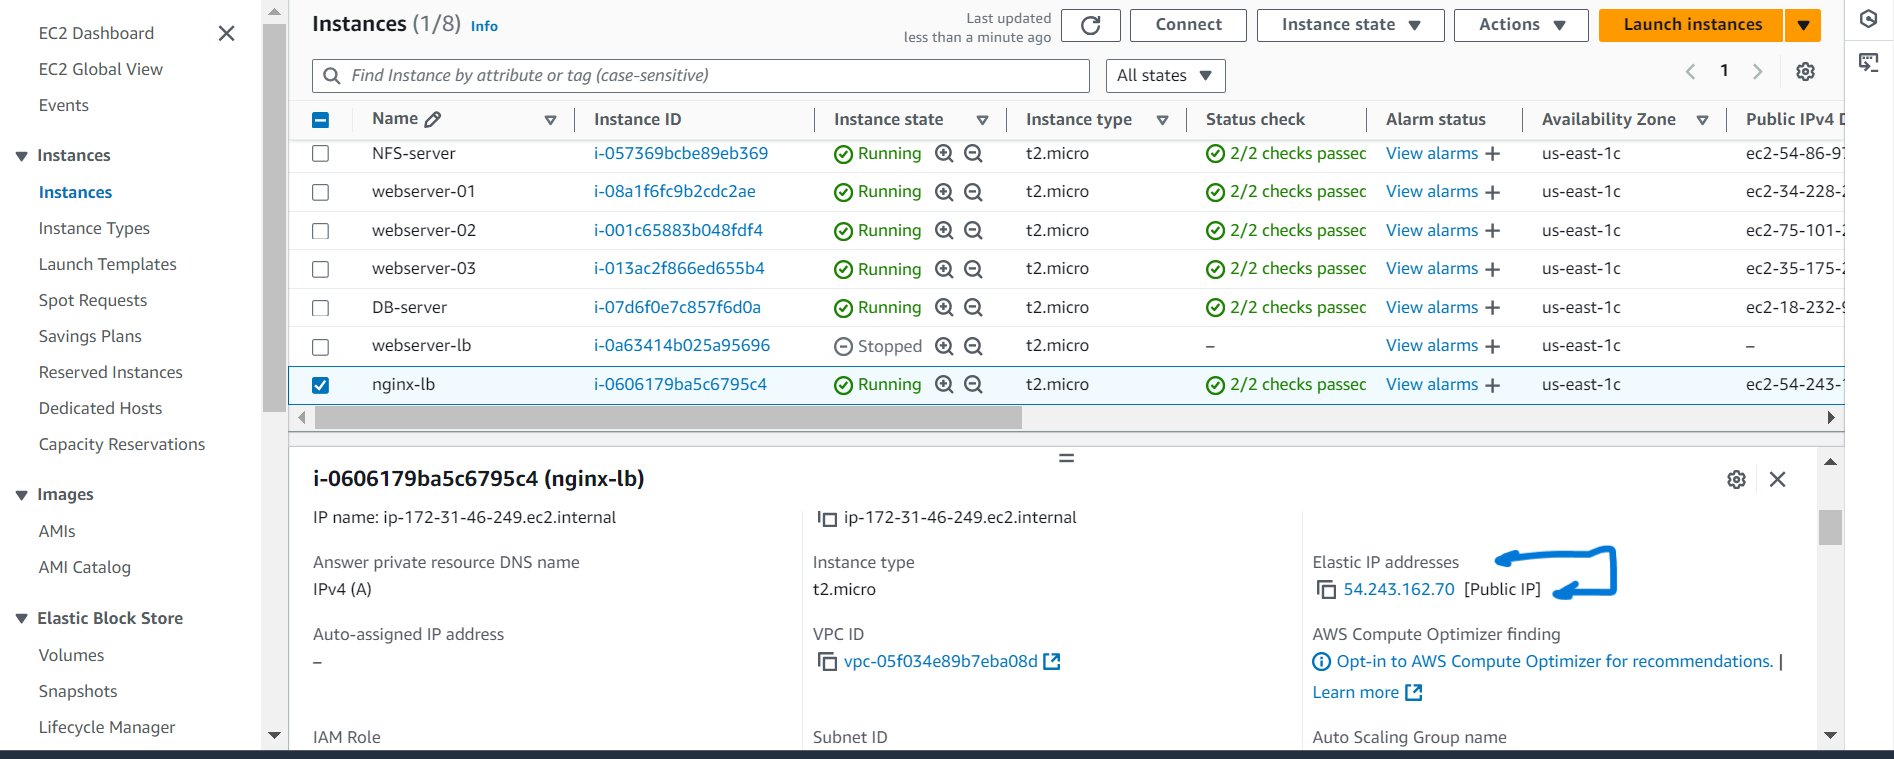 EC2 Dashboard
EC2 Global View
Events
Instances
Instances
Instance Types
Launch Templates
Spot Requests
Savings Plans
Reserved Instances
Dedicated Hosts
Capacity Reservations
Images
AMIs
AMI Catalog
Elastic Block Store
Volumes
Snapshots
Lifecycle Manager
Instances (1/8) Info
Last updated
less than a minute ago
Connect
Instance state
Actions
Launch instances
Find Instance by attribute or tag (case-sensitive)
All states
1
Name Instance ID Instance state Instance type Status check Alarm status Availability Zone Public IPv4 D
NFS-server i-057369bcbe89eb369 Running t2.micro 2/2 checks passed View alarms + us-east-1c ec2-54-86-97
webserver-01 i-08a1f6fc9b2cdc2ae Running t2.micro 2/2 checks passed View alarms + us-east-1c ec2-34-228-2
webserver-02 i-001c65883b048fdf4 Running t2.micro 2/2 checks passed View alarms + us-east-1c ec2-75-101-2
webserver-03 i-013ac2f866ed655b4 Running t2.micro 2/2 checks passed View alarms + us-east-1c ec2-35-175-2
DB-server i-07d6f0e7c857f6d0a Running t2.micro 2/2 checks passed View alarms + us-east-1c ec2-18-232-9
webserver-lb i-0a63414b025a95696 Stopped t2.micro – View alarms + us-east-1c –
nginx-lb i-0606179ba5c6795c4 Running t2.micro 2/2 checks passed View alarms + us-east-1c ec2-54-243-1
i-0606179ba5c6795c4 (nginx-lb)
IP name: ip-172-31-46-249.ec2.internal
ip-172-31-46-249.ec2.internal
Answer private resource DNS name
IPv4 (A)
Instance type
t2.micro
Elastic IP addresses
54.243.162.70 [Public IP]
Auto-assigned IP address
–
VPC ID
vpc-05f034e89b7eba08d
AWS Compute Optimizer finding
Opt-in to AWS Compute Optimizer for recommendations. |
Learn more
IAM Role
Subnet ID
Auto Scaling Group name